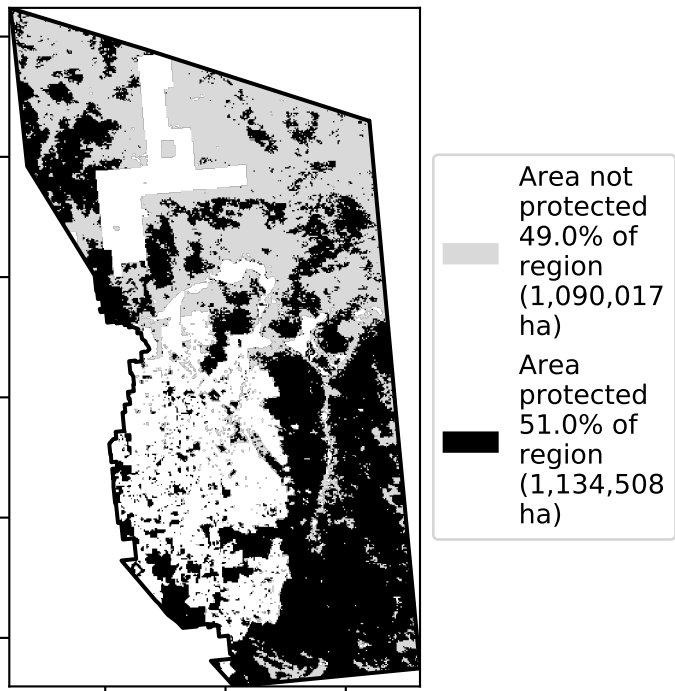 Area not
protected
49.0% of
region
(1,090,017
ha)
Area
protected
51.0% of
region
(1,134,508
ha)